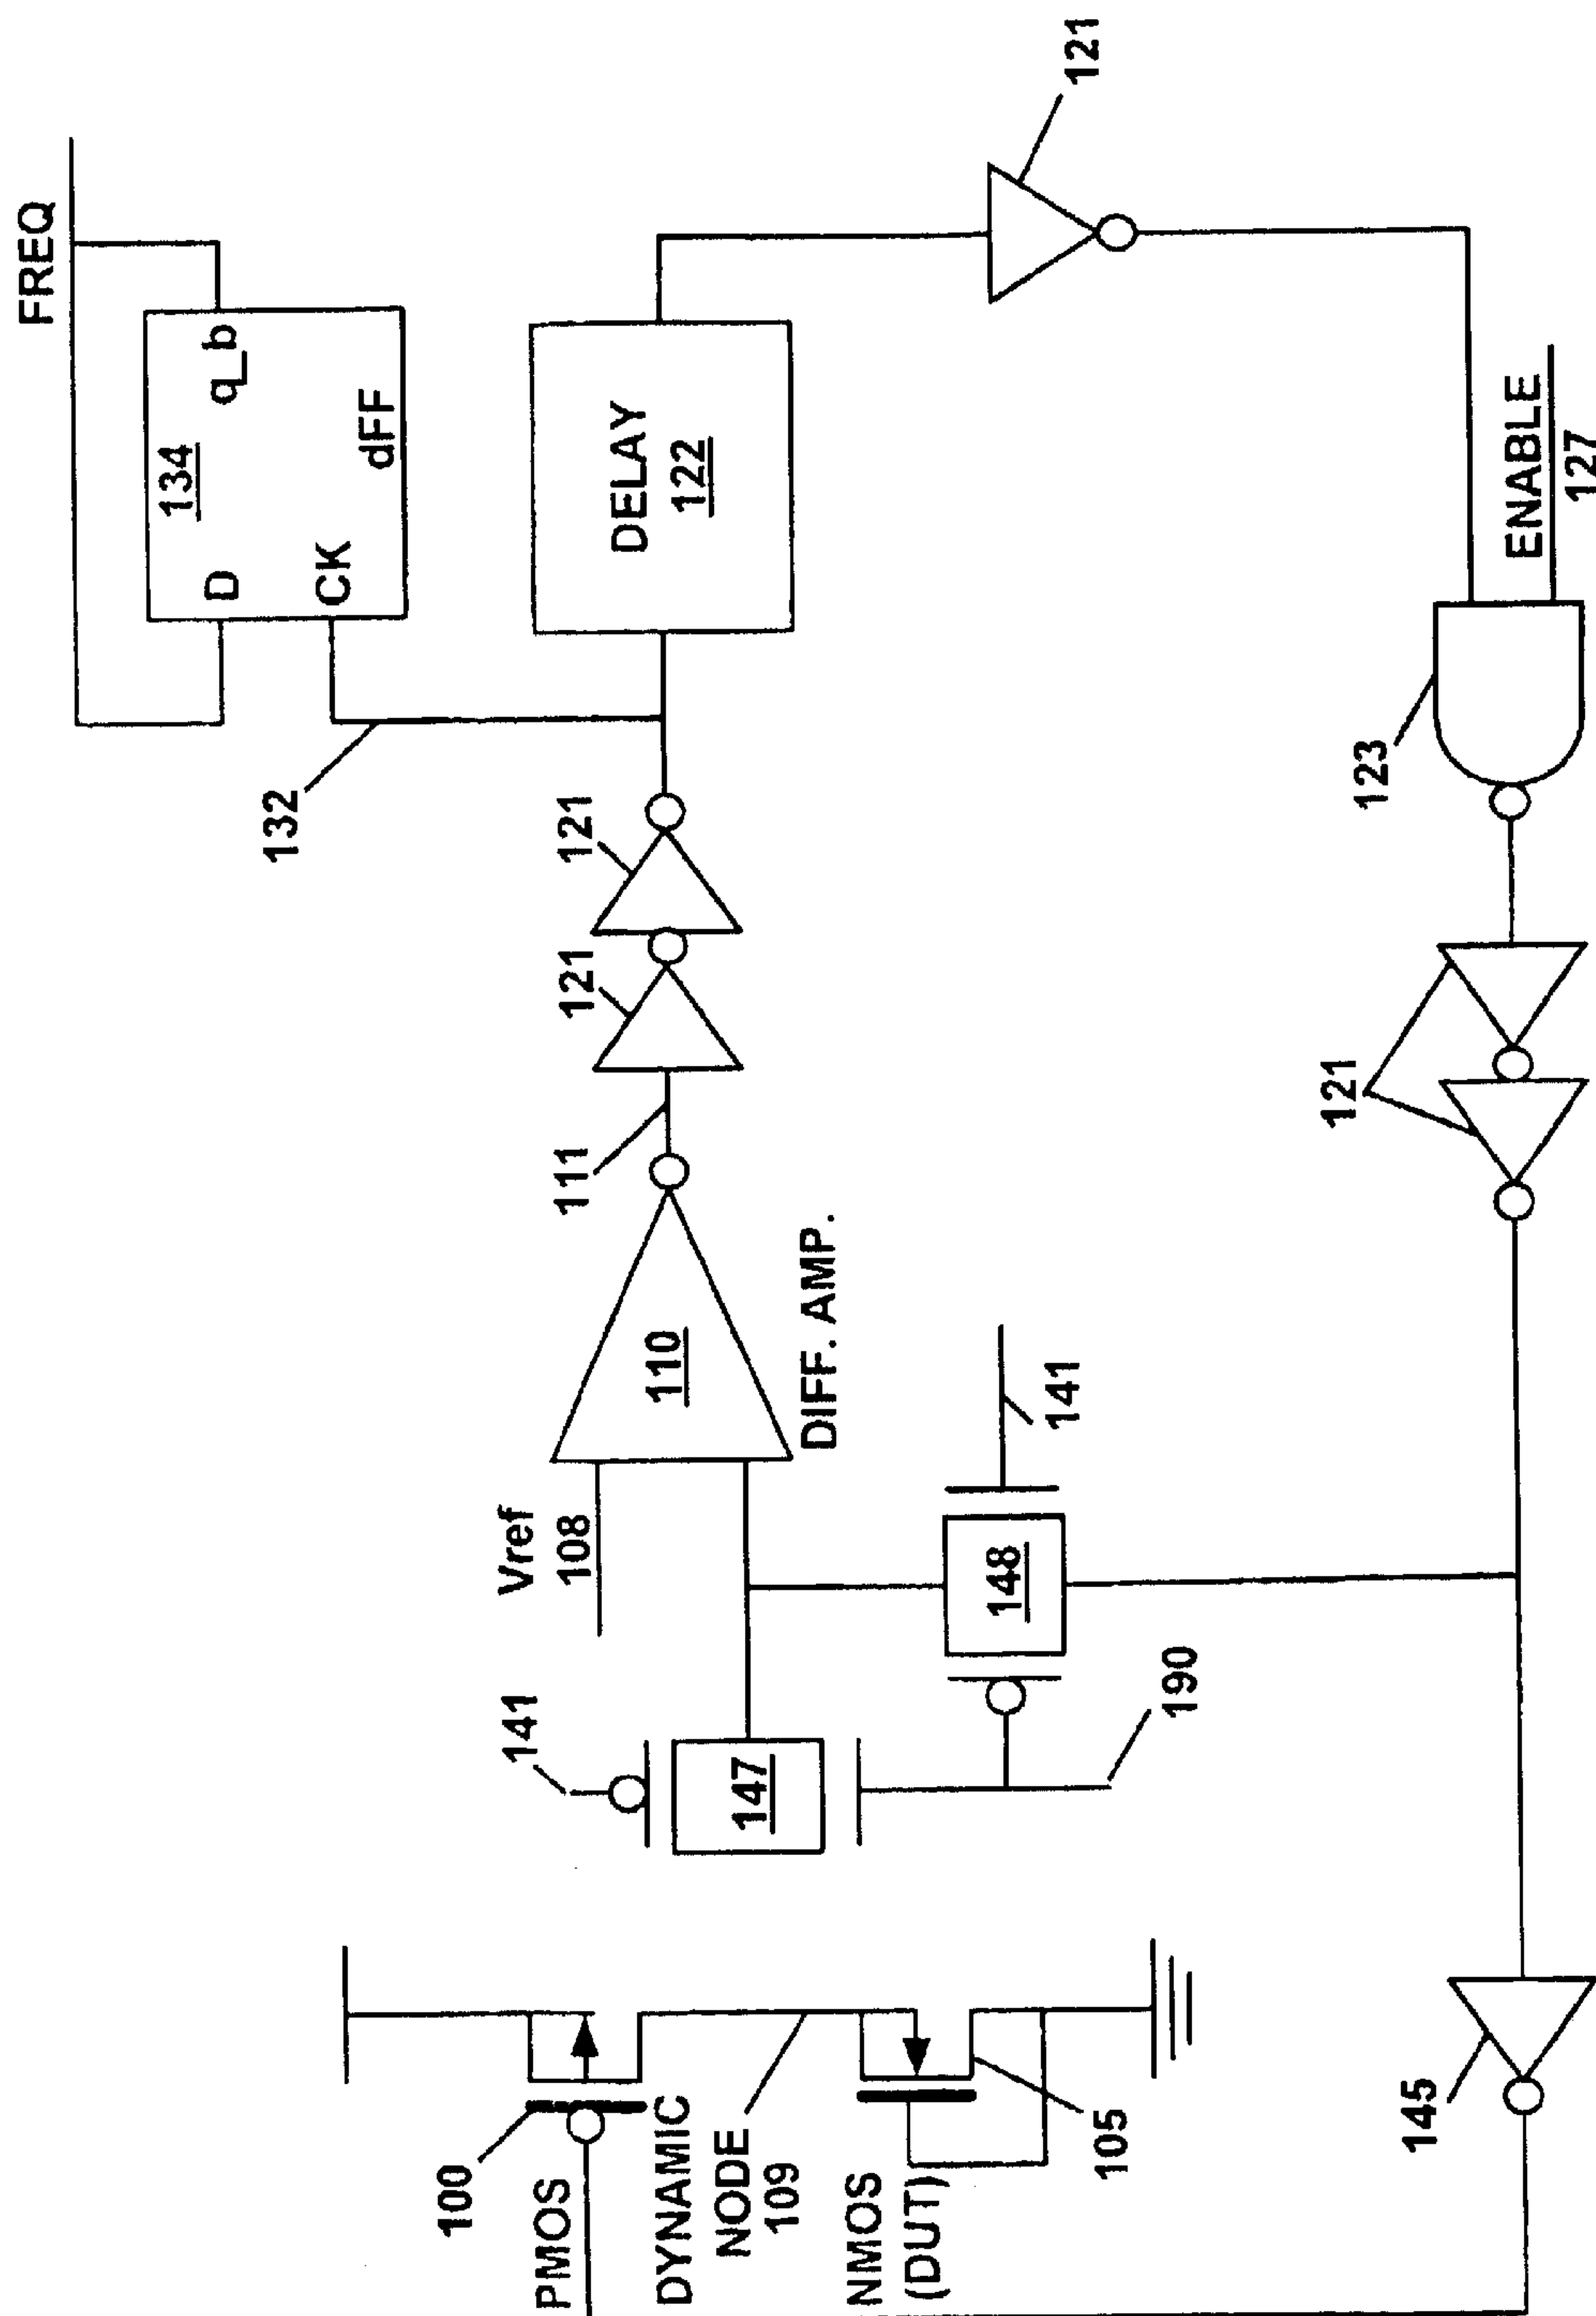 FREQ
134
D
q_b
CK
dFF
132
DELAY
122
121
121
121
111
Vref
108
110
DIFF. AMP.
141
147
148
141
190
100
PMOS
DYNAMIC
NODE
109
NMOS
(DUT)
105
145
121
123
ENABLE
127